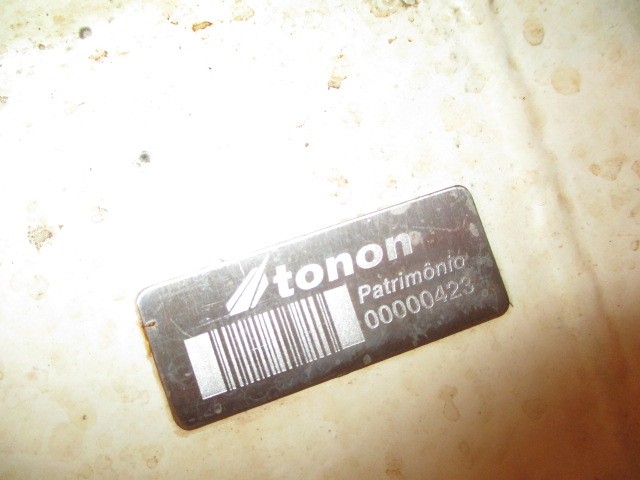 tonon
Patrimônio
00000423